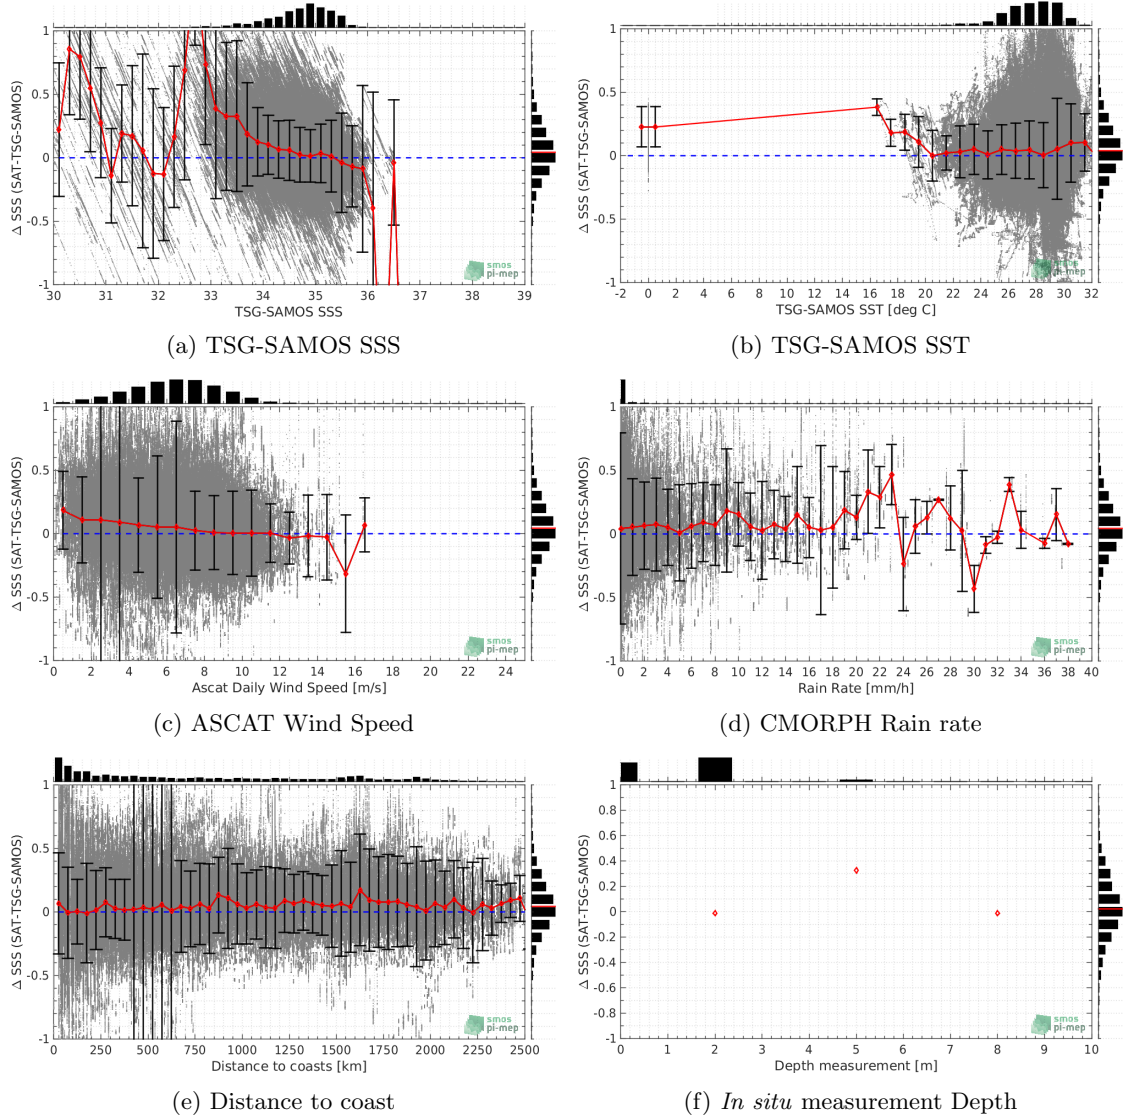 1
0.5
0
-0.5
-1
Δ SSS (SAT-TSG-SAMOS)
30 31 32 33 34 35 36 37 38 39
TSG-SAMOS SSS
smos
pi-mep
(a) TSG-SAMOS SSS
1
0.5
0
-0.5
-1
Δ SSS (SAT-TSG-SAMOS)
-2 0 2 4 6 8 10 12 14 16 18 20 22 24 26 28 30 32
TSG-SAMOS SST [deg C]
smos
pi-mep
(b) TSG-SAMOS SST
1
0.5
0
-0.5
-1
Δ SSS (SAT-TSG-SAMOS)
0 2 4 6 8 10 12 14 16 18 20 22 24
Ascat Daily Wind Speed [m/s]
smos
pi-mep
(c) ASCAT Wind Speed
1
0.5
0
-0.5
-1
Δ SSS (SAT-TSG-SAMOS)
0 2 4 6 8 10 12 14 16 18 20 22 24 26 28 30 32 34 36 38 40
Rain Rate [mm/h]
smos
pi-mep
(d) CMORPH Rain rate
1
0.5
0
-0.5
-1
Δ SSS (SAT-TSG-SAMOS)
0 250 500 750 1000 1250 1500 1750 2000 2250 2500
Distance to coasts [km]
smos
pi-mep
(e) Distance to coast
1
0.8
0.6
0.4
0.2
0
-0.2
-0.4
-0.6
-0.8
-1
Δ SSS (SAT-TSG-SAMOS)
0 1 2 3 4 5 6 7 8 9 10
Depth measurement [m]
smos
pi-mep
(f) In situ measurement Depth